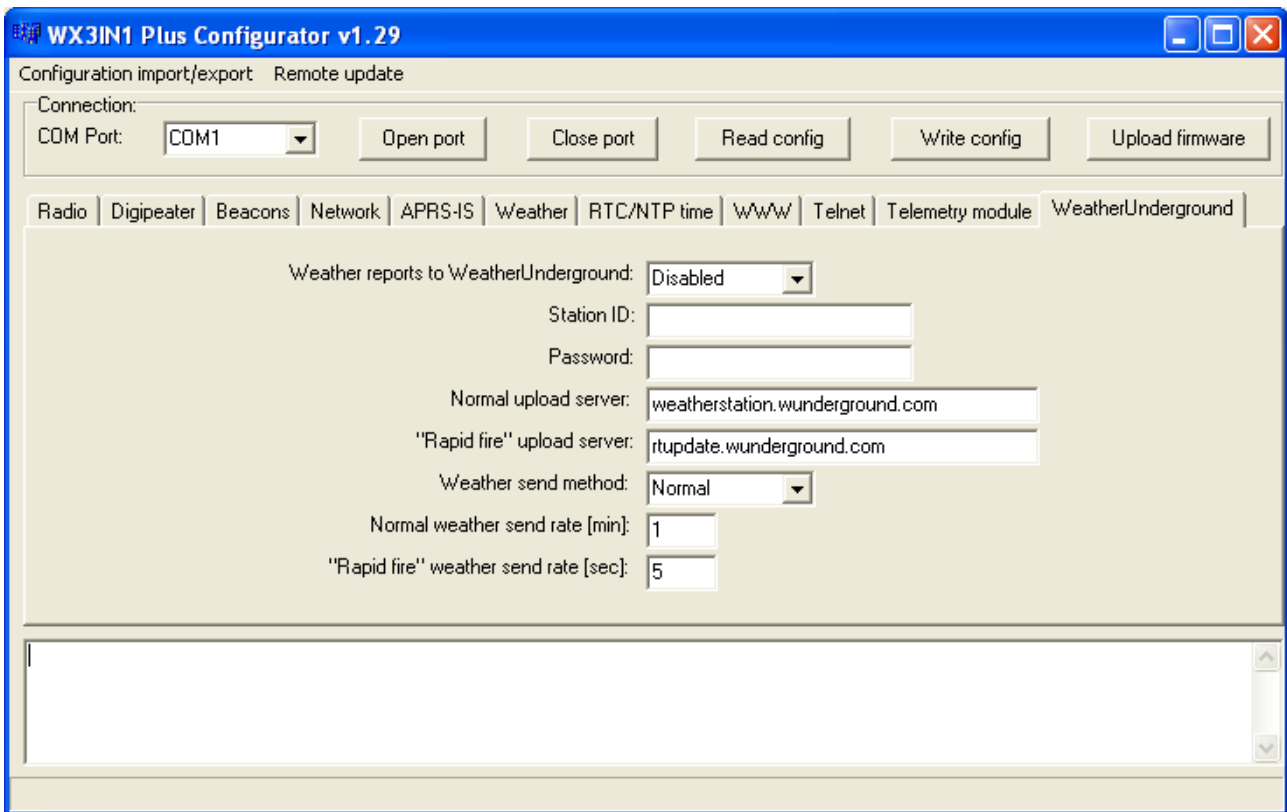 WX3IN1 Plus Configurator v1.29
Configuration import/export Remote update
Connection:
COM Port: COM1 Open port Close port Read config Write config Upload firmware
Radio Digipeater Beacons Network APRS-IS Weather RTC/NTP time WWW Telnet Telemetry module WeatherUnderground
Weather reports to WeatherUnderground: Disabled
Station ID:
Password:
Normal upload server: weatherstation.wunderground.com
"Rapid fire" upload server: rtupdate.wunderground.com
Weather send method: Normal
Normal weather send rate [min]: 1
"Rapid fire" weather send rate [sec]: 5